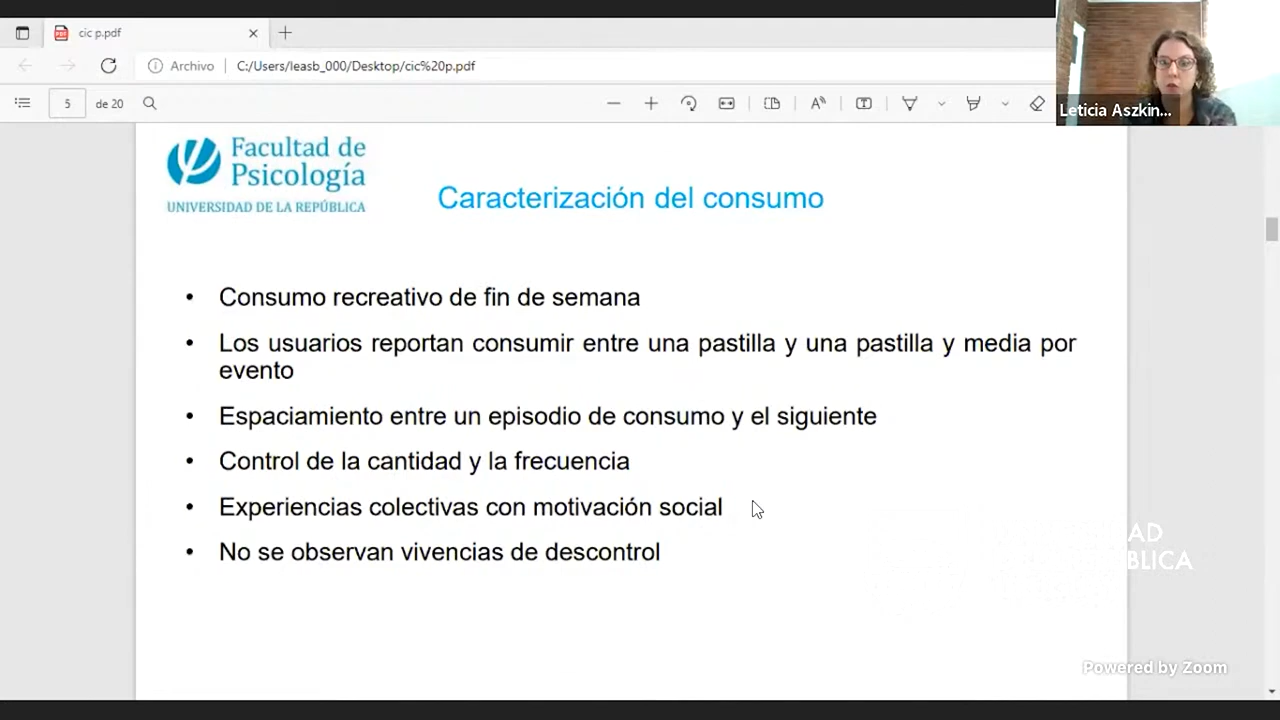 cic p.pdf
Archivo
C:/Users/leasb_000/Desktop/cic%20p.pdf
5
de 20
Leticia Aszkin...
Facultad de
Psicología
UNIVERSIDAD DE LA REPÚBLICA
Caracterización del consumo
• Consumo recreativo de fin de semana
• Los usuarios reportan consumir entre una pastilla y una pastilla y media por
evento
• Espaciamiento entre un episodio de consumo y el siguiente
• Control de la cantidad y la frecuencia
• Experiencias colectivas con motivación social
• No se observan vivencias de descontrol
AD
BLICA
Powered by Zoom